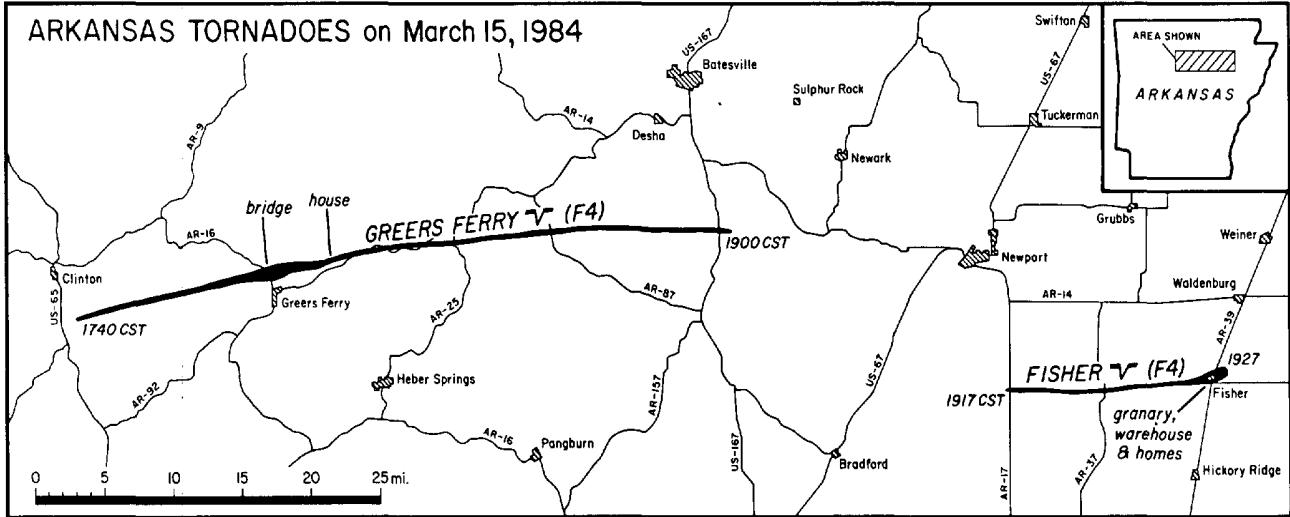 ARKANSAS TORNADOES on March 15, 1984
AREA SHOWN
ARKANSAS
Swifton
US-167
US-67
Batesville
Sulphur Rock
Tuckerman
AR-14
Desha
AR-9
Newark
bridge
house
GREERS FERRY (F4)
Grubbs
AR-16
1900 CST
Weiner
Newport
Clinton
Greers Ferry
AR-87
AR-14
Waldenburg
US-65
AR-25
1740 CST
AR-39
US-67
FISHER (F4)
1927
Heber Springs
AR-92
AR-157
1917 CST
Fisher
granary,
warehouse
& homes
AR-16
Pangburn
US-167
Bradford
AR-17
AR-37
Hickory Ridge
0 5 10 15 20 25 mi.